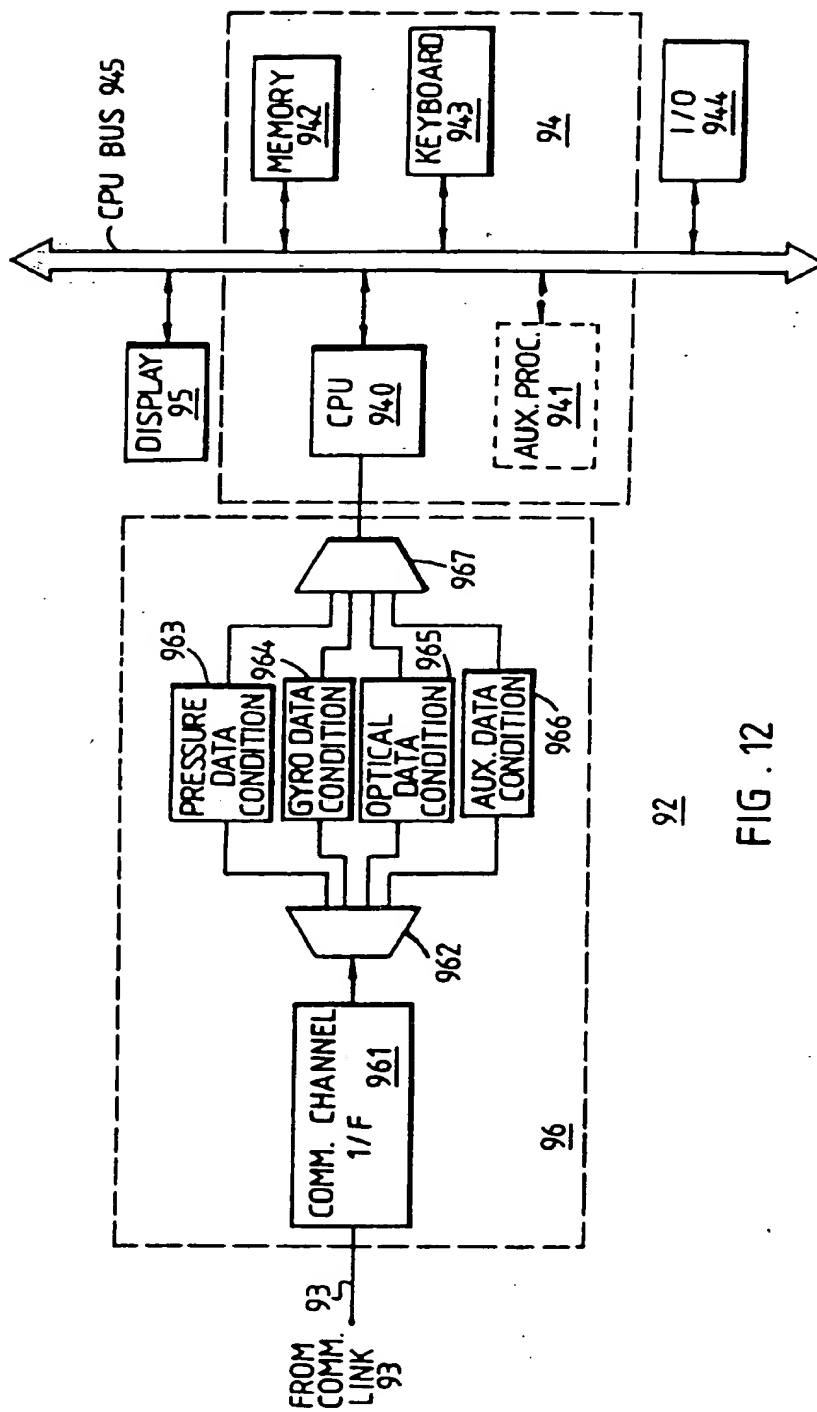 FROM
COMM.
LINK
93
93
COMM. CHANNEL
1/F
961
96
962
PRESSURE
DATA
CONDITION
963
GYRO DATA
CONDITION
964
OPTICAL
DATA
CONDITION
965
AUX. DATA
CONDITION
966
967
92
DISPLAY
95
CPU
940
AUX. PROC.
941
CPU BUS 945
MEMORY
942
KEYBOARD
943
94
I/O
944
FIG. 12